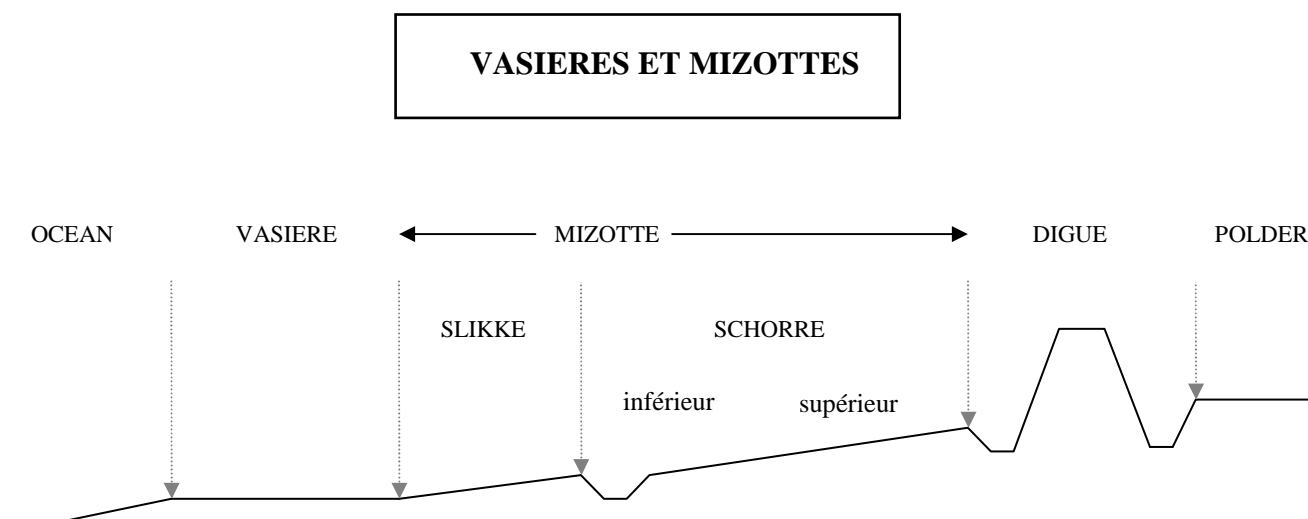 VASIERES ET MIZOTTES
OCEAN VASIERE MIZOTTE DIGUE POLDER
SLIKKE SCHORRE
inférieur supérieur